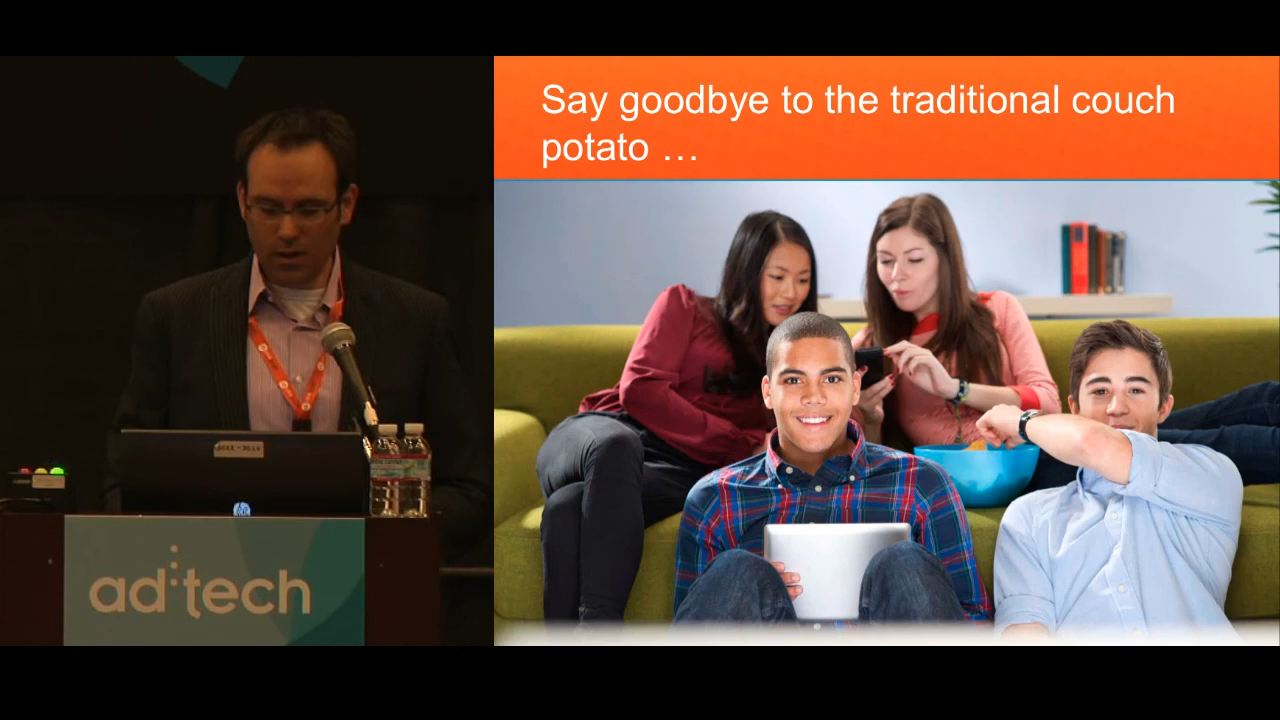 Say goodbye to the traditional couch
potato …
ad:tech